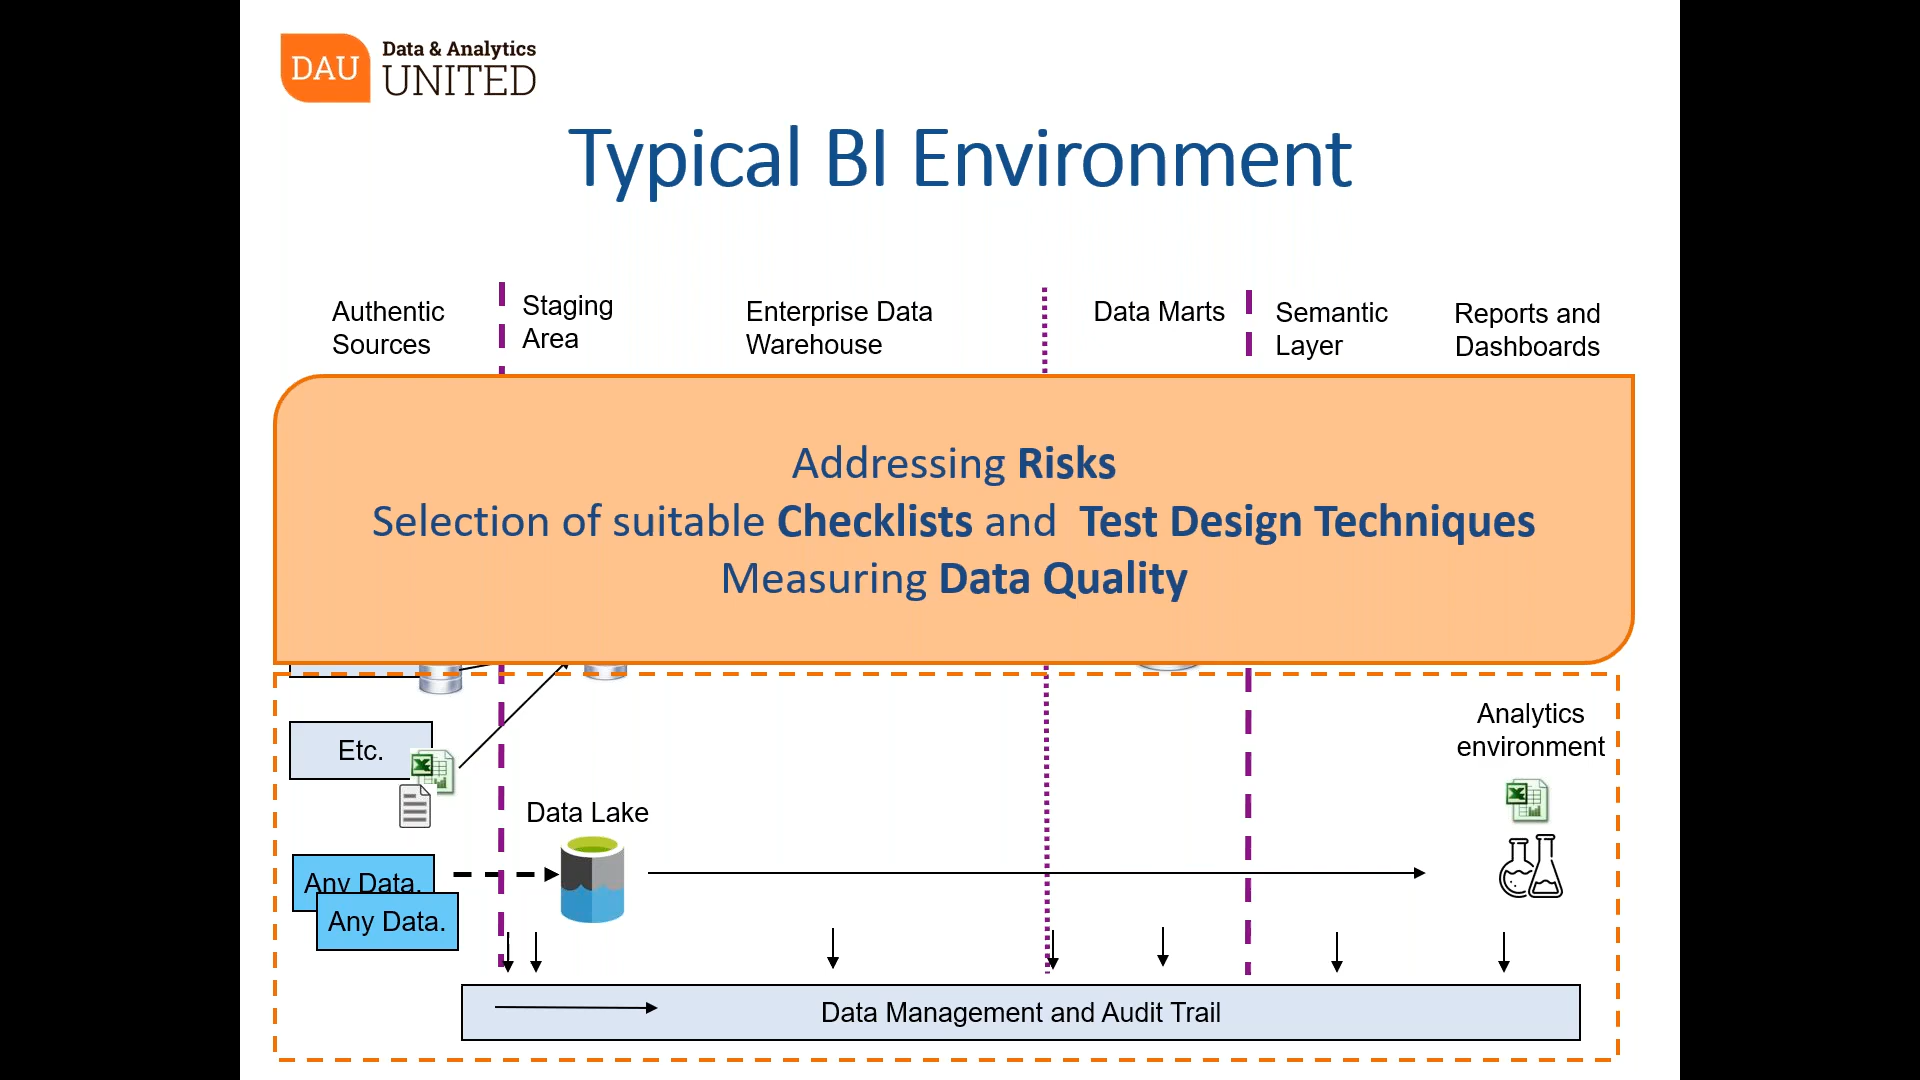 DAU
Data & Analytics
UNITED
Typical BI Environment
Authentic
Sources
Staging
Area
Enterprise Data
Warehouse
Data Marts
Semantic
Layer
Reports and
Dashboards
Addressing Risks
Selection of suitable Checklists and Test Design Techniques
Measuring Data Quality
Etc.
Analytics
environment
Data Lake
Any Data.
Any Data.
Data Management and Audit Trail